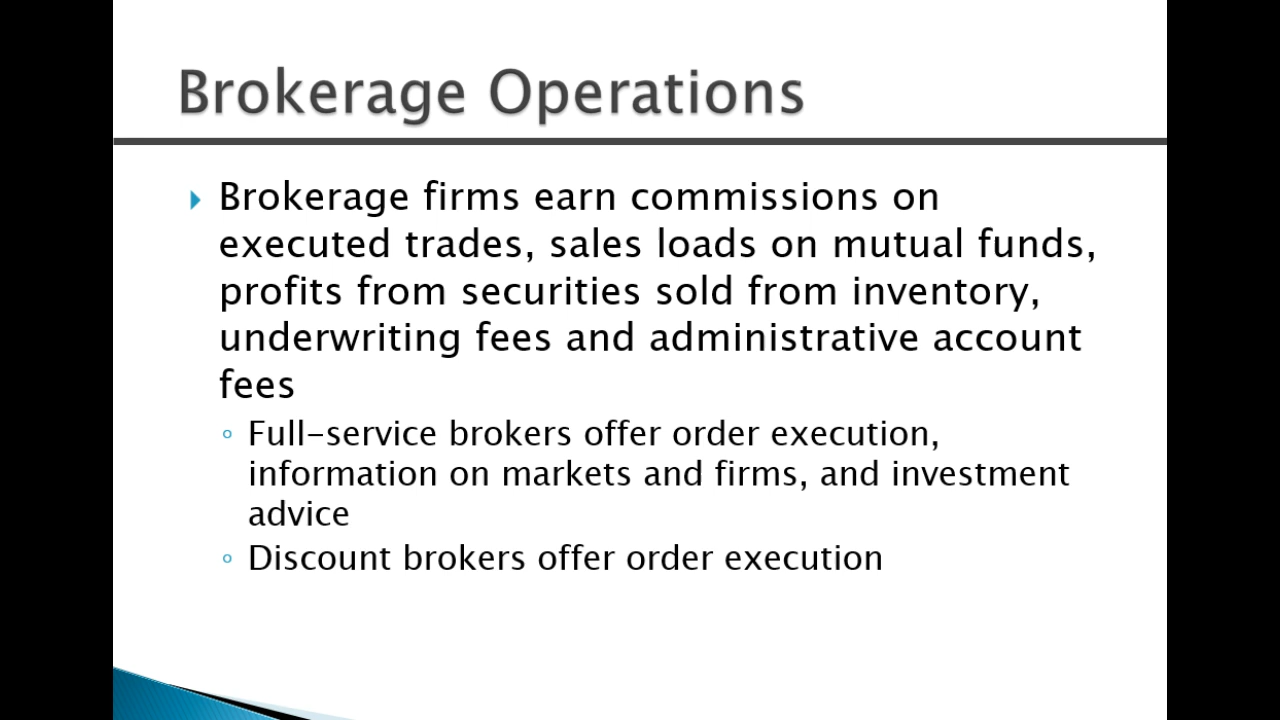 Brokerage Operations
Brokerage firms earn commissions on
executed trades, sales loads on mutual funds,
profits from securities sold from inventory,
underwriting fees and administrative account
fees
Full-service brokers offer order execution,
information on markets and firms, and investment
advice
Discount brokers offer order execution